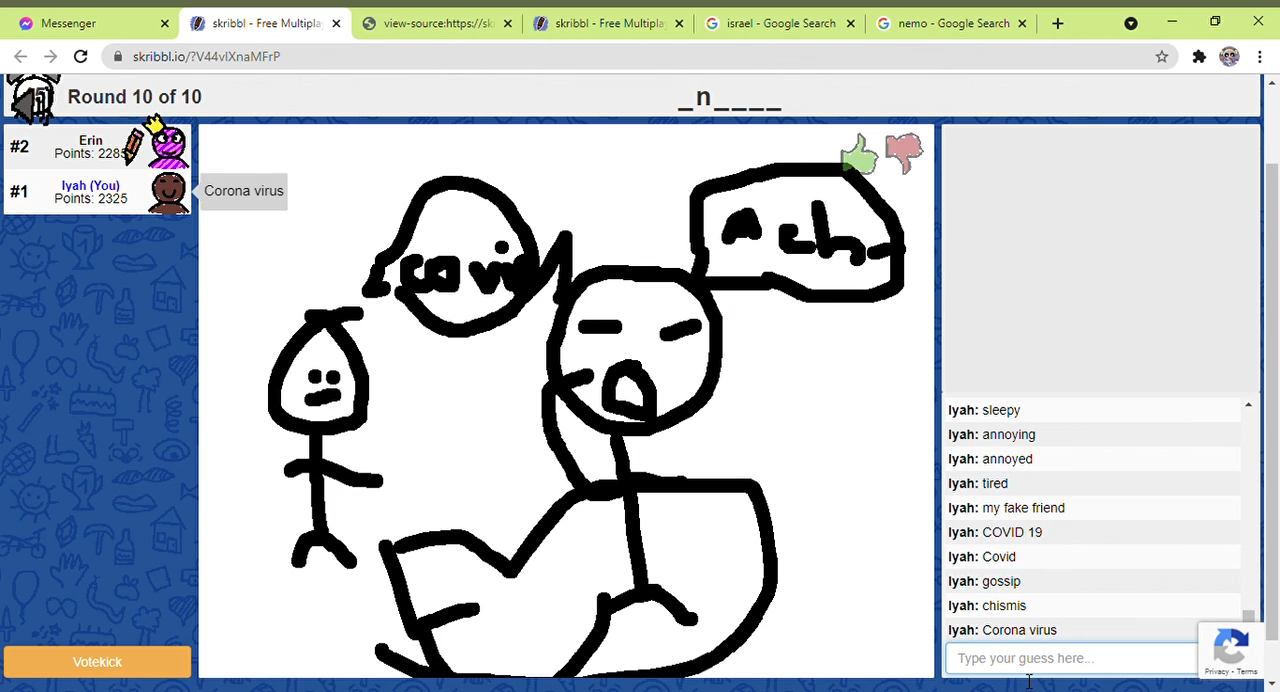 Messenger
skribbl - Free Multipla
view-source:https://sk
skribbl - Free Multipla
israel - Google Search
nemo - Google Search
skribbl.io/?V44vIXnaMFrP
Round 10 of 10
_n____
#2
Erin
Points: 2285
#1
Iyah (You)
Points: 2325
Corona virus
covi
Ach
Iyah: sleepy
Iyah: annoying
Iyah: annoyed
Iyah: tired
Iyah: my fake friend
Iyah: COVID 19
Iyah: Covid
Iyah: gossip
Iyah: chismis
Iyah: Corona virus
Type your guess here...
Votekick
Privacy - Terms